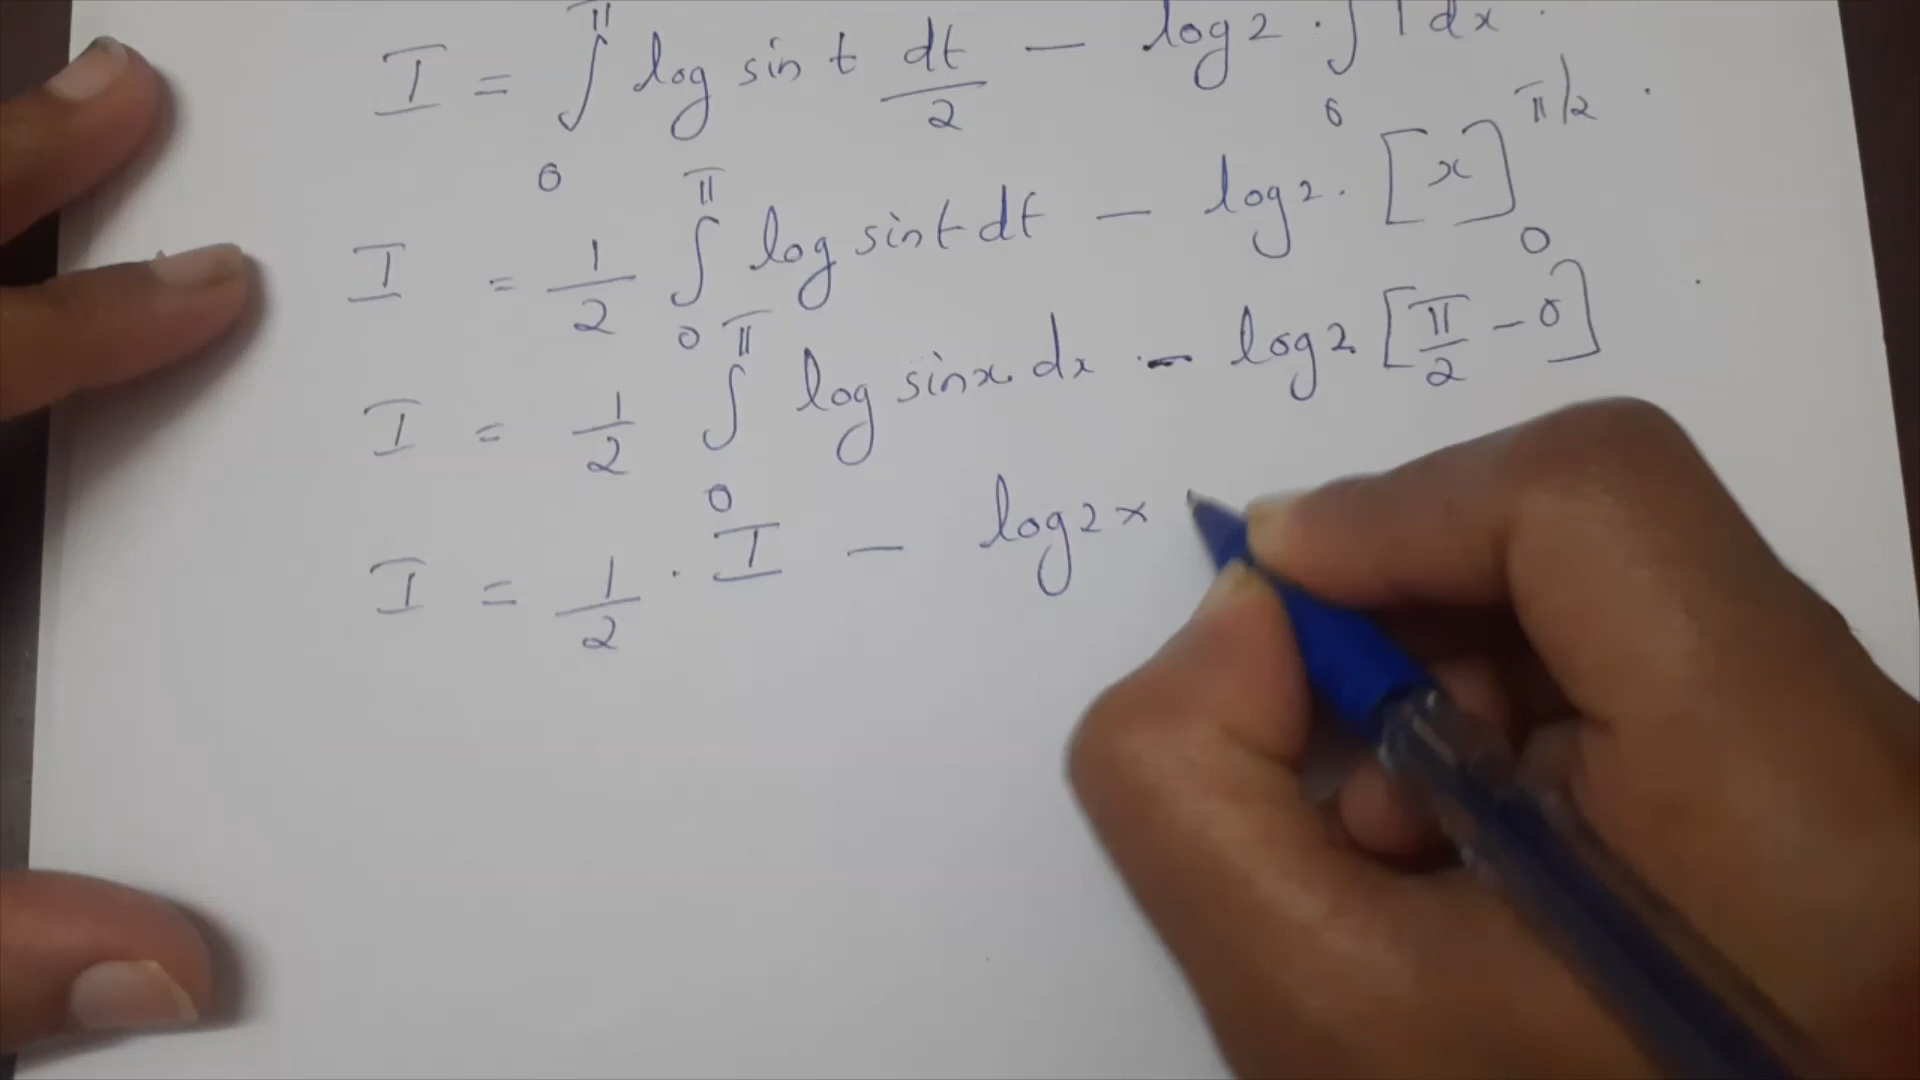 I = ∫₀^π log sin t dt/2 − log 2 · ∫₀ 1 dx
I = 1/2 ∫₀^π log sin t dt − log 2 · [x]₀^π/2
I = 1/2 ∫₀^π log sin x dx − log 2 [π/2 − 0]
I = 1/2 · I − log 2 ×